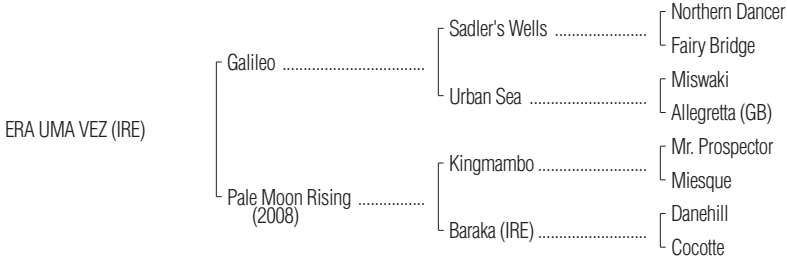 Northern Dancer
Sadler's Wells ....................
Fairy Bridge
Galileo ................................
Miswaki
Urban Sea ..........................
Allegretta (GB)
ERA UMA VEZ (IRE)
Mr. Prospector
Kingmambo ........................
Miesque
Pale Moon Rising ...............
(2008)
Danehill
Baraka (IRE) ........................
Cocotte